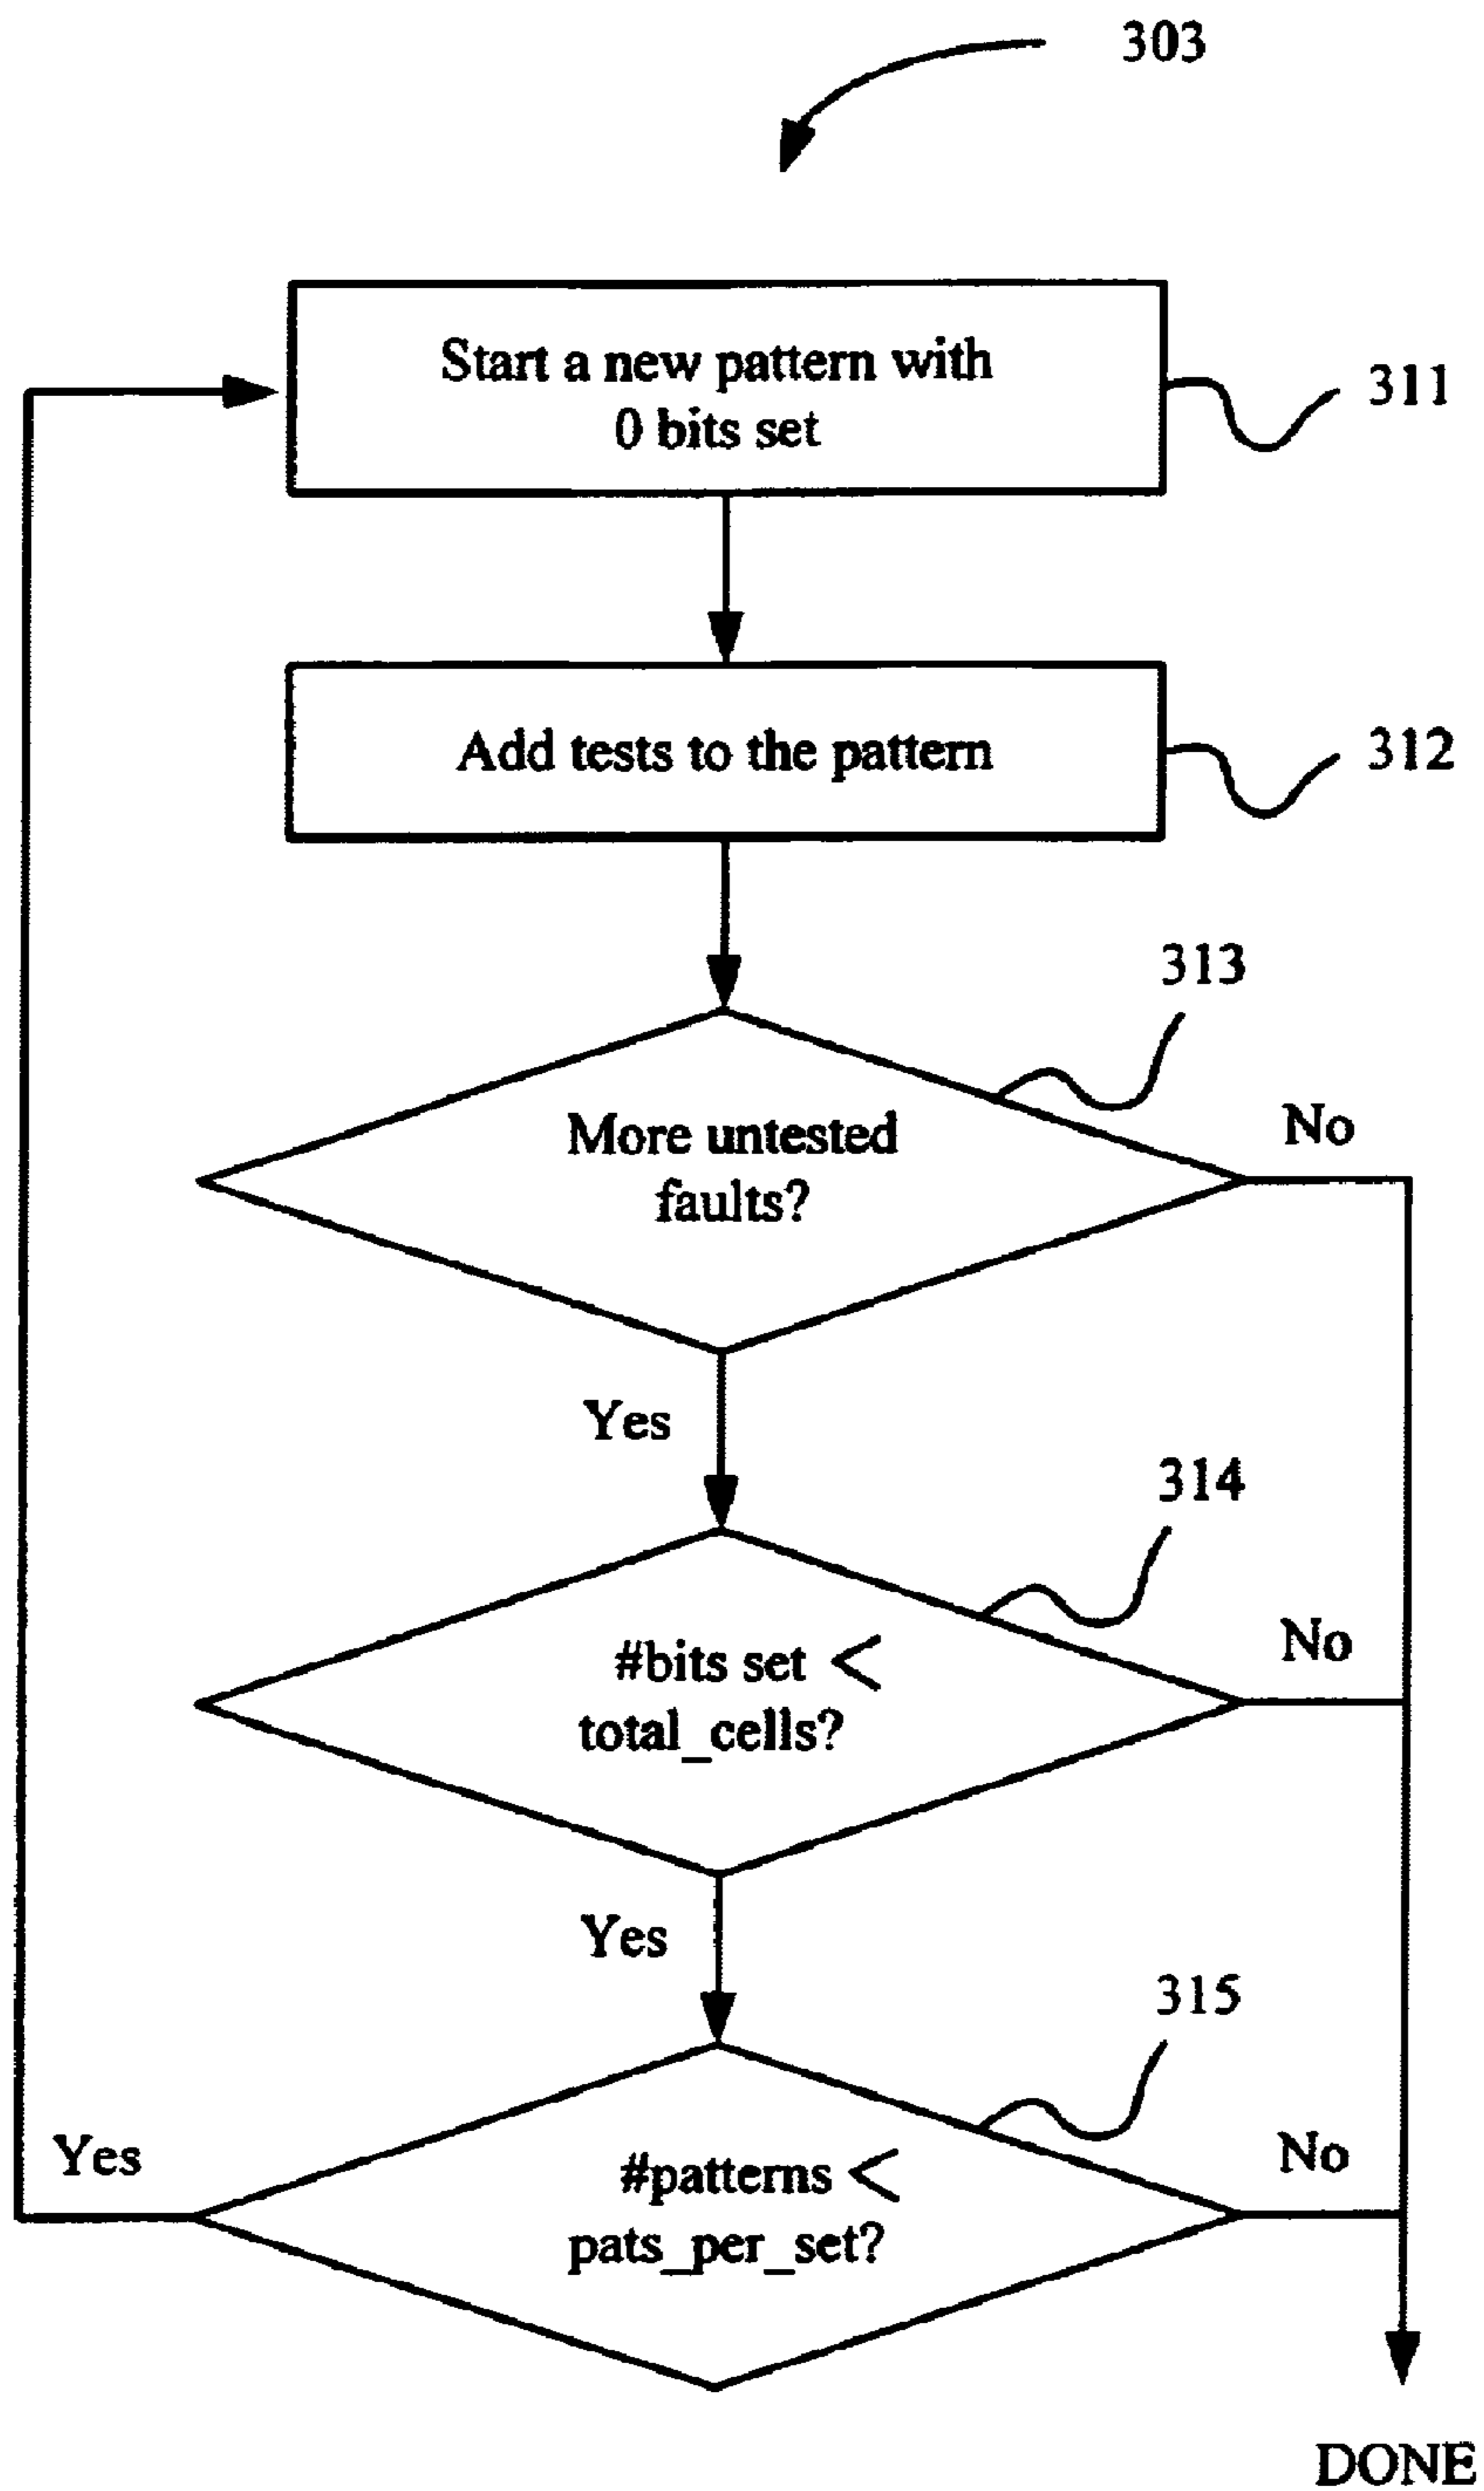 303
Start a new pattern with
0 bits set
311
Add tests to the pattern
312
313
More untested
faults?
No
Yes
314
#bits set <
total_cells?
No
Yes
315
#patterns <
pats_per_set?
Yes
No
DONE